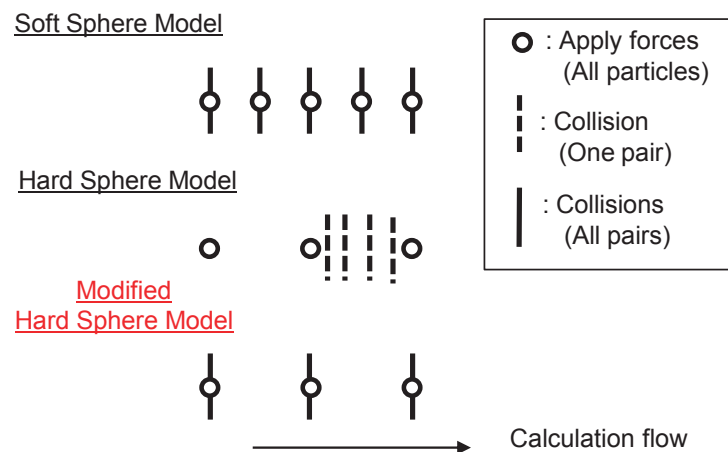 Soft Sphere Model
Hard Sphere Model
Modified
Hard Sphere Model
: Apply forces
(All particles)
: Collision
(One pair)
: Collisions
(All pairs)
Calculation flow